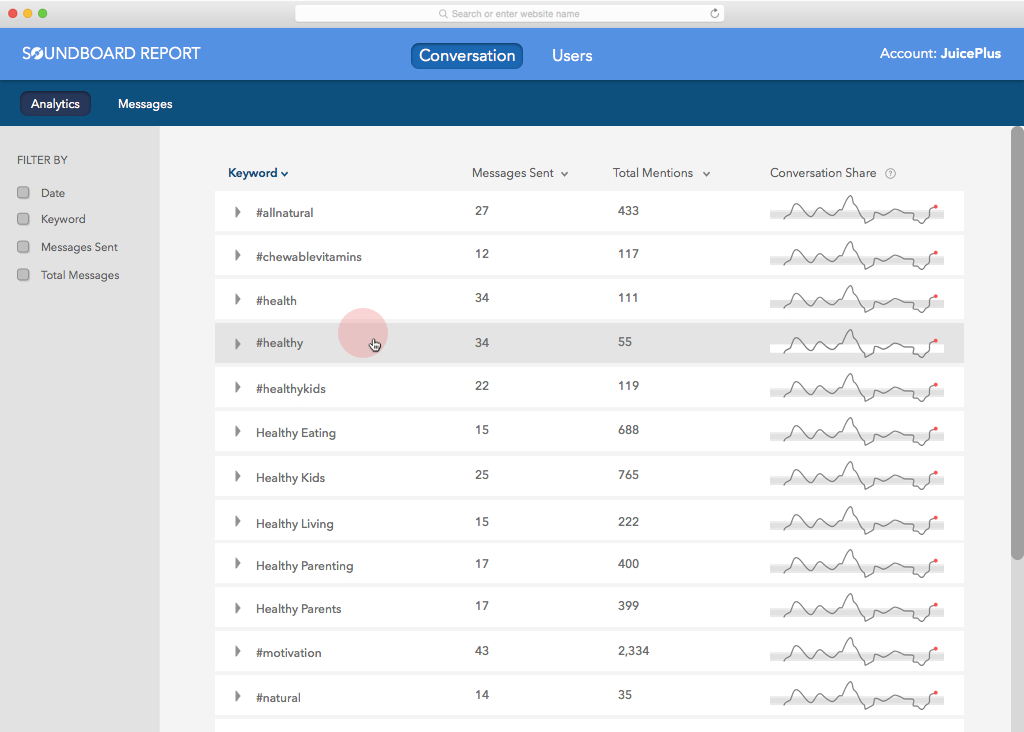 Search or enter website name
SOUNDBOARD REPORT
Conversation
Users
Account: JuicePlus
Analytics
Messages
FILTER BY
Date
Keyword
Messages Sent
Total Messages
Keyword Messages Sent Total Mentions Conversation Share ?
#allnatural 27 433
#chewablevitamins 12 117
#health 34 111
#healthy 34 55
#healthykids 22 119
Healthy Eating 15 688
Healthy Kids 25 765
Healthy Living 15 222
Healthy Parenting 17 400
Healthy Parents 17 399
#motivation 43 2,334
#natural 14 35